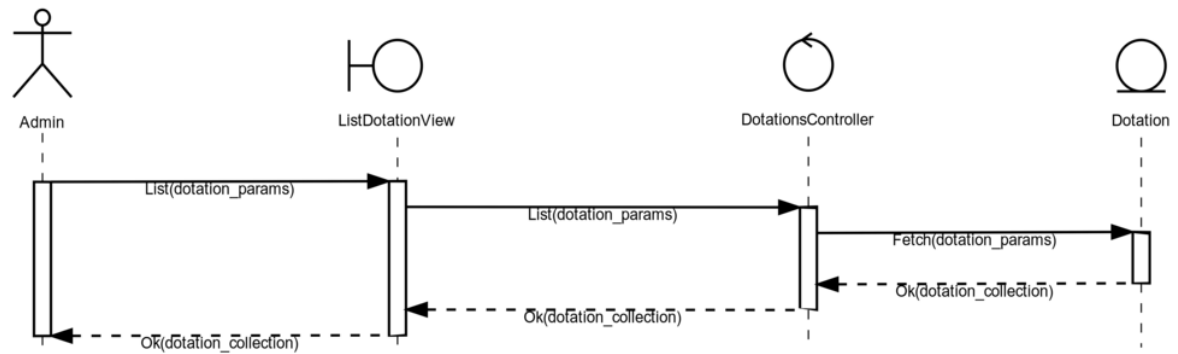 Admin
ListDotationView
DotationsController
Dotation
List(dotation_params)
List(dotation_params)
Fetch(dotation_params)
Ok(dotation_collection)
Ok(dotation_collection)
Ok(dotation_collection)